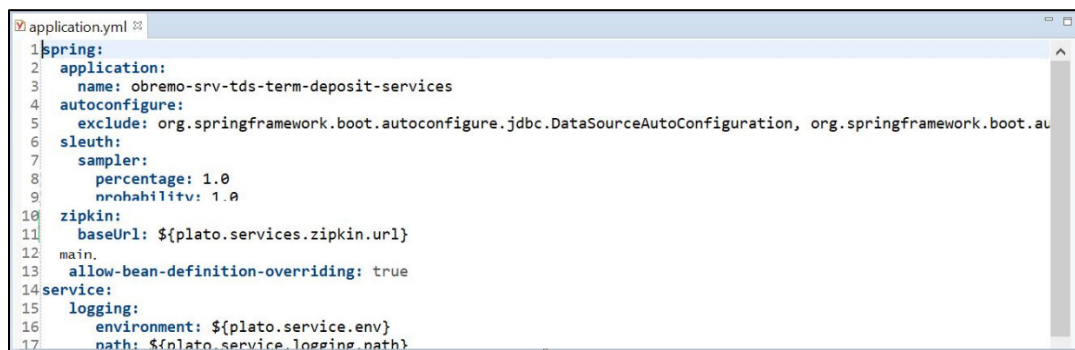 application.yml
1 spring:
2 application:
3 name: obremo-srv-tds-term-deposit-services
4 autoconfigure:
5 exclude: org.springframework.boot.autoconfigure.jdbc.DataSourceAutoConfiguration, org.springframework.boot.au
6 sleuth:
7 sampler:
8 percentage: 1.0
9 probability: 1.0
10 zipkin:
11 baseUrl: ${plato.services.zipkin.url}
12 main.
13 allow-bean-definition-overriding: true
14 service:
15 logging:
16 environment: ${plato.service.env}
17 path: ${plato.service.logging.path}